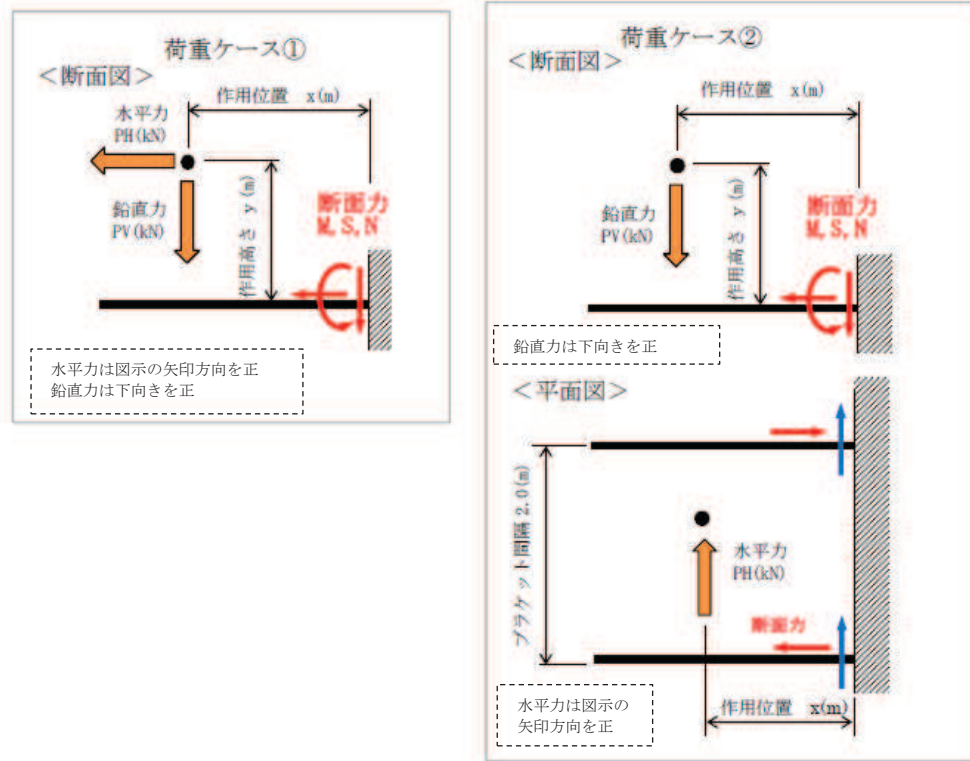 荷重ケース①
＜断面図＞
作用位置 x(m)
水平力
PH(kN)
鉛直力
PV(kN)
作用高さ y(m)
断面力
M, S, N
水平力は図示の矢印方向を正
鉛直力は下向きを正
荷重ケース②
＜断面図＞
作用位置 x(m)
鉛直力
PV(kN)
作用高さ y(m)
断面力
M, S, N
鉛直力は下向きを正
＜平面図＞
ブラケット間隔 2.0(m)
水平力
PH(kN)
断面力
作用位置 x(m)
水平力は図示の
矢印方向を正